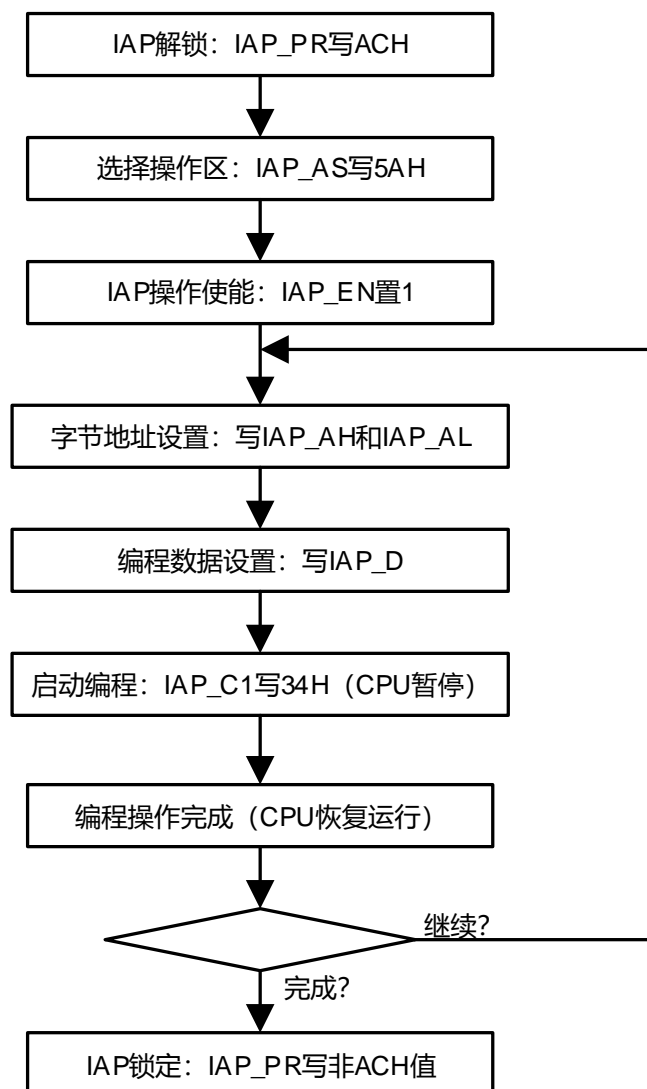 IAP解锁：IAP_PR写ACH
选择操作区：IAP_AS写5AH
IAP操作使能：IAP_EN置1
字节地址设置：写IAP_AH和IAP_AL
编程数据设置：写IAP_D
启动编程：IAP_C1写34H（CPU暂停）
编程操作完成（CPU恢复运行）
继续？
完成？
IAP锁定：IAP_PR写非ACH值